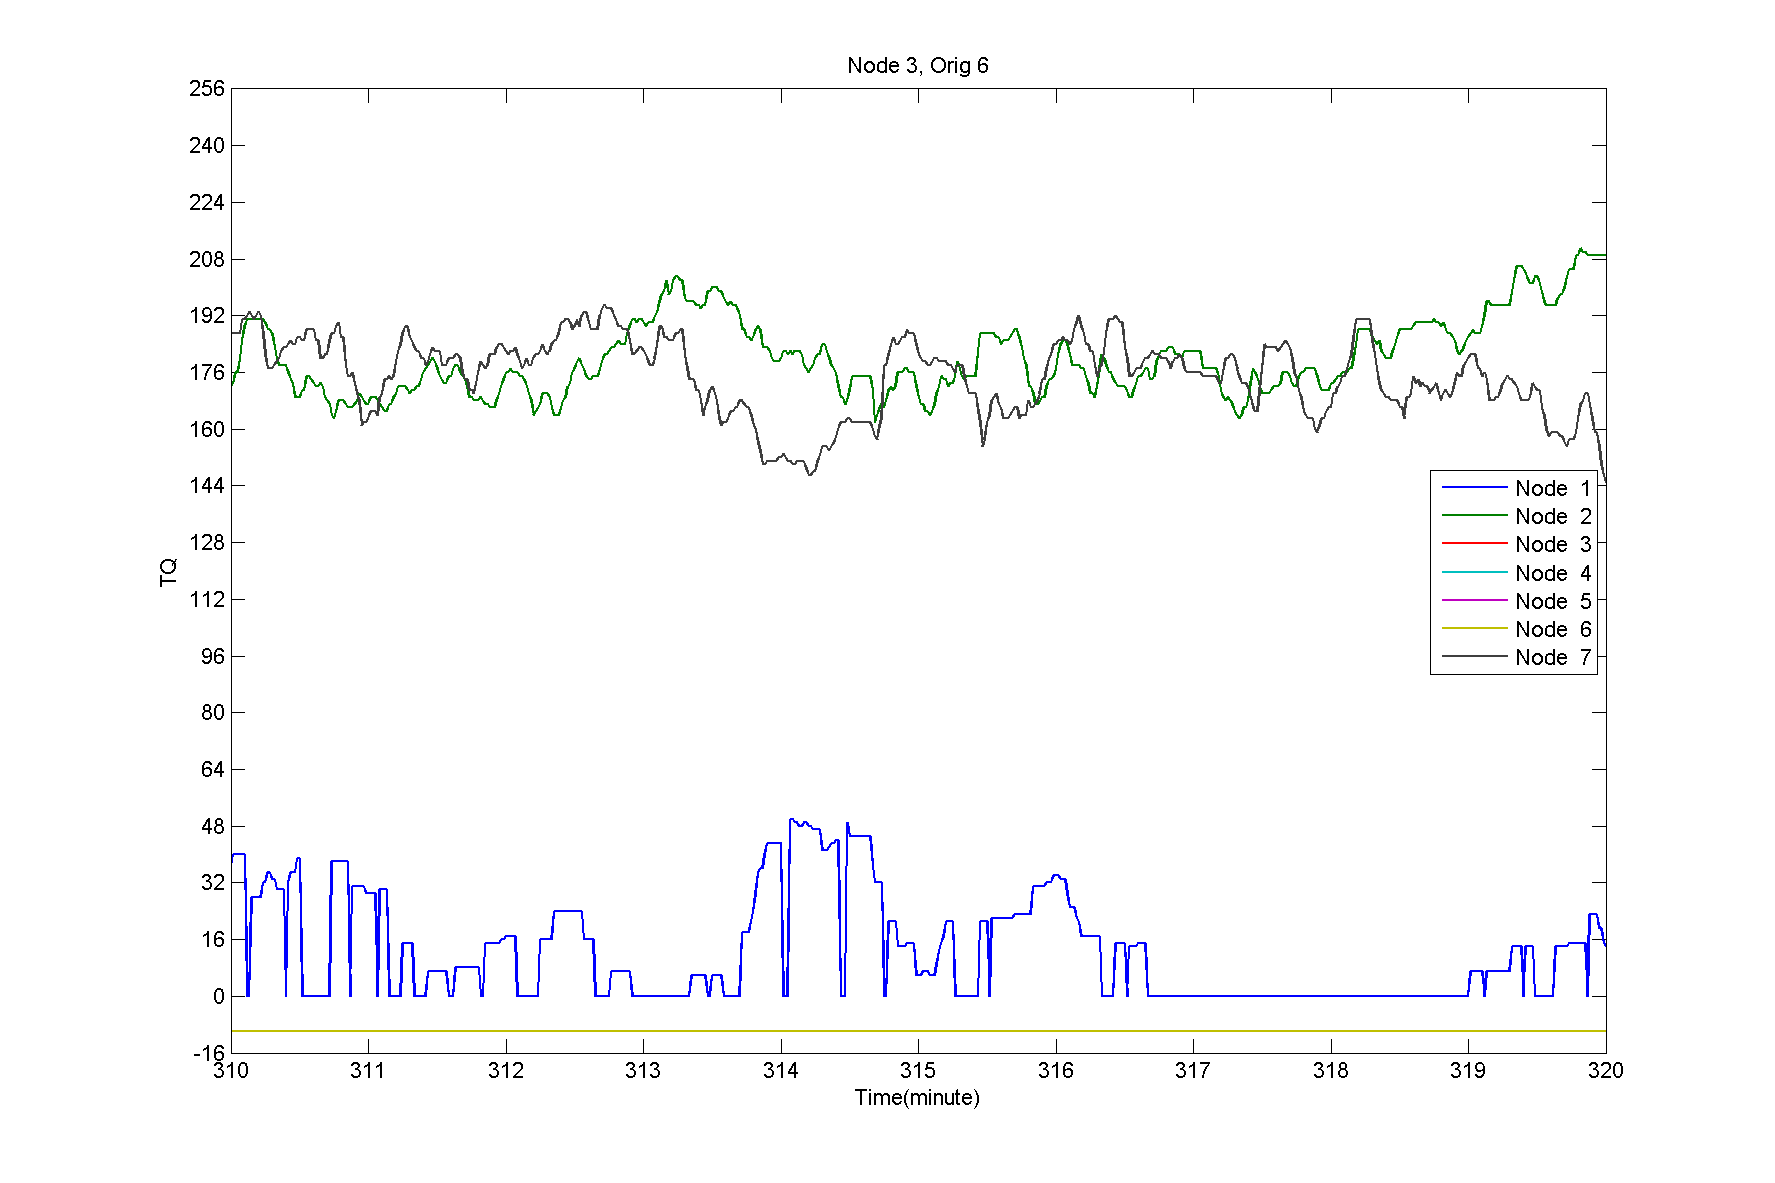 Node 3, Orig 6
256
240
224
208
192
176
160
144
128
112
96
80
64
48
32
16
0
-16
TQ
Node 1
Node 2
Node 3
Node 4
Node 5
Node 6
Node 7
310 311 312 313 314 315 316 317 318 319 320
Time(minute)